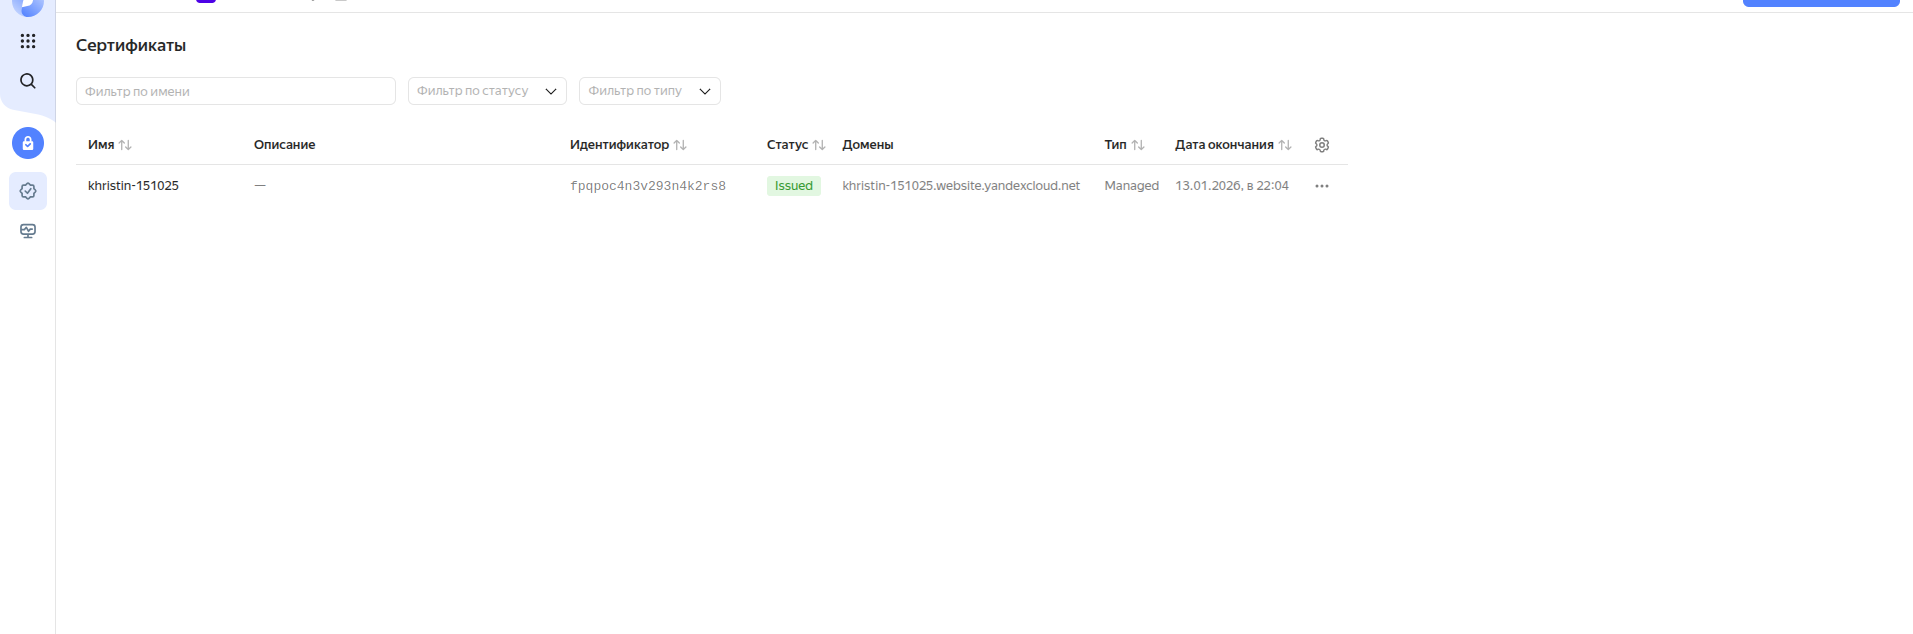 Сертификаты
Фильтр по имени Фильтр по статусу Фильтр по типу
Имя Описание Идентификатор Статус Домены Тип Дата окончания
khristin-151025 — fpqpoc4n3v293n4k2rs8 Issued khristin-151025.website.yandexcloud.net Managed 13.01.2026, в 22:04